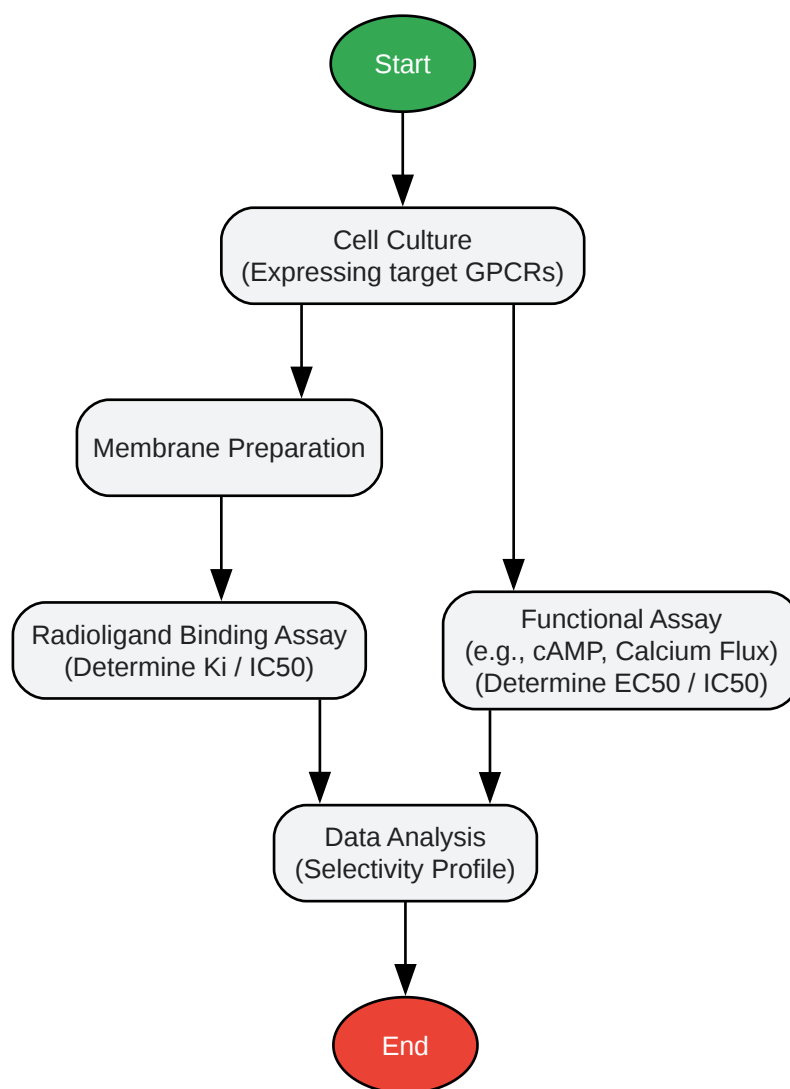 Start
Cell Culture
(Expressing target GPCRs)
Membrane Preparation
Radioligand Binding Assay
(Determine Ki / IC50)
Functional Assay
(e.g., cAMP, Calcium Flux)
(Determine EC50 / IC50)
Data Analysis
(Selectivity Profile)
End